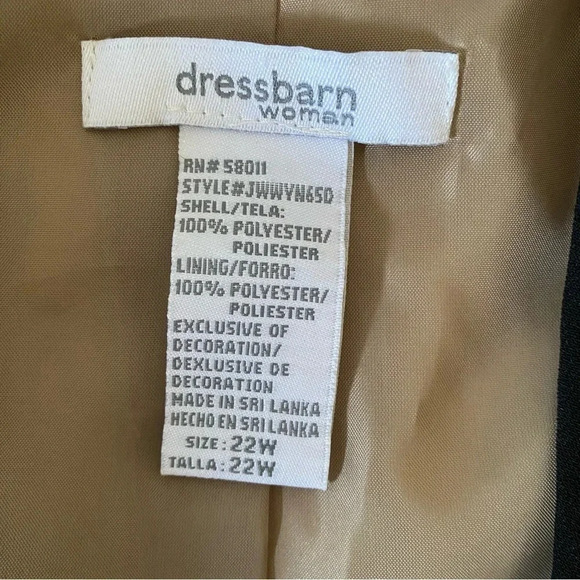 dressbarn
woman
RN# 58011
STYLE#JWWYN65D
SHELL/TELA:
100% POLYESTER/
POLIESTER
LINING/FORRO:
100% POLYESTER/
POLIESTER
EXCLUSIVE OF
DECORATION/
DEXLUSIVE DE
DECORATION
MADE IN SRI LANKA
HECHO EN SRI LANKA
SIZE : 22W
TALLA : 22W